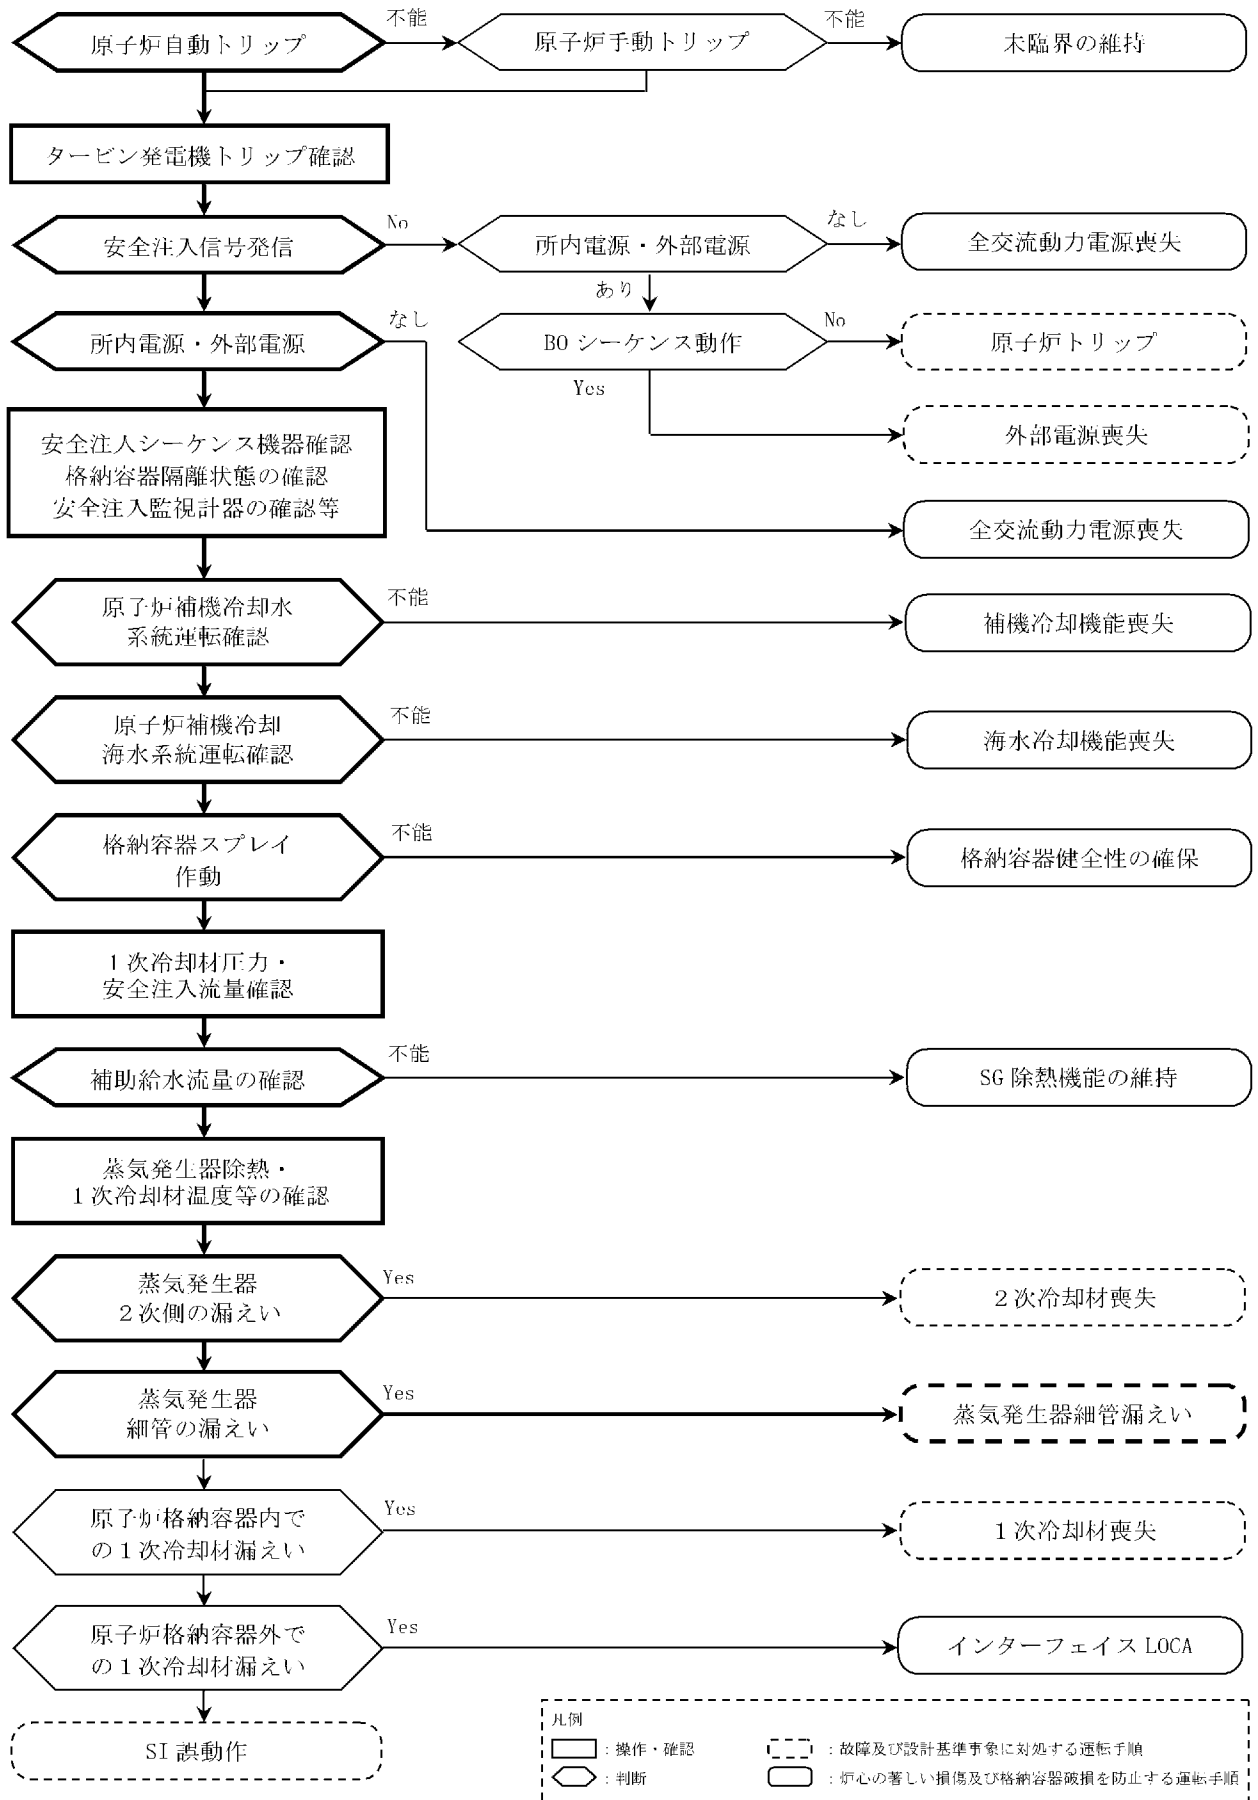 原子炉自動トリップ
不能
原子炉手動トリップ
不能
未臨界の維持
タービン発電機トリップ確認
安全注入信号発信
No
所内電源・外部電源
なし
全交流動力電源喪失
あり
所内電源・外部電源
なし
BO シーケンス動作
No
原子炉トリップ
Yes
外部電源喪失
安全注入シーケンス機器確認
格納容器隔離状態の確認
安全注入監視計器の確認等
全交流動力電源喪失
原子炉補機冷却水
系統運転確認
不能
補機冷却機能喪失
原子炉補機冷却
海水系統運転確認
不能
海水冷却機能喪失
格納容器スプレイ
作動
不能
格納容器健全性の確保
1次冷却材圧力・
安全注入流量確認
補助給水流量の確認
不能
SG 除熱機能の維持
蒸気発生器除熱・
1次冷却材温度等の確認
蒸気発生器
2次側の漏えい
Yes
2次冷却材喪失
蒸気発生器
細管の漏えい
Yes
蒸気発生器細管漏えい
原子炉格納容器内で
の1次冷却材漏えい
Yes
1次冷却材喪失
原子炉格納容器外で
の1次冷却材漏えい
Yes
インターフェイス LOCA
SI 誤動作
凡例
：操作・確認
：故障及び設計基準事象に対処する運転手順
：判断
：炉心の著しい損傷及び格納容器破損を防止する運転手順